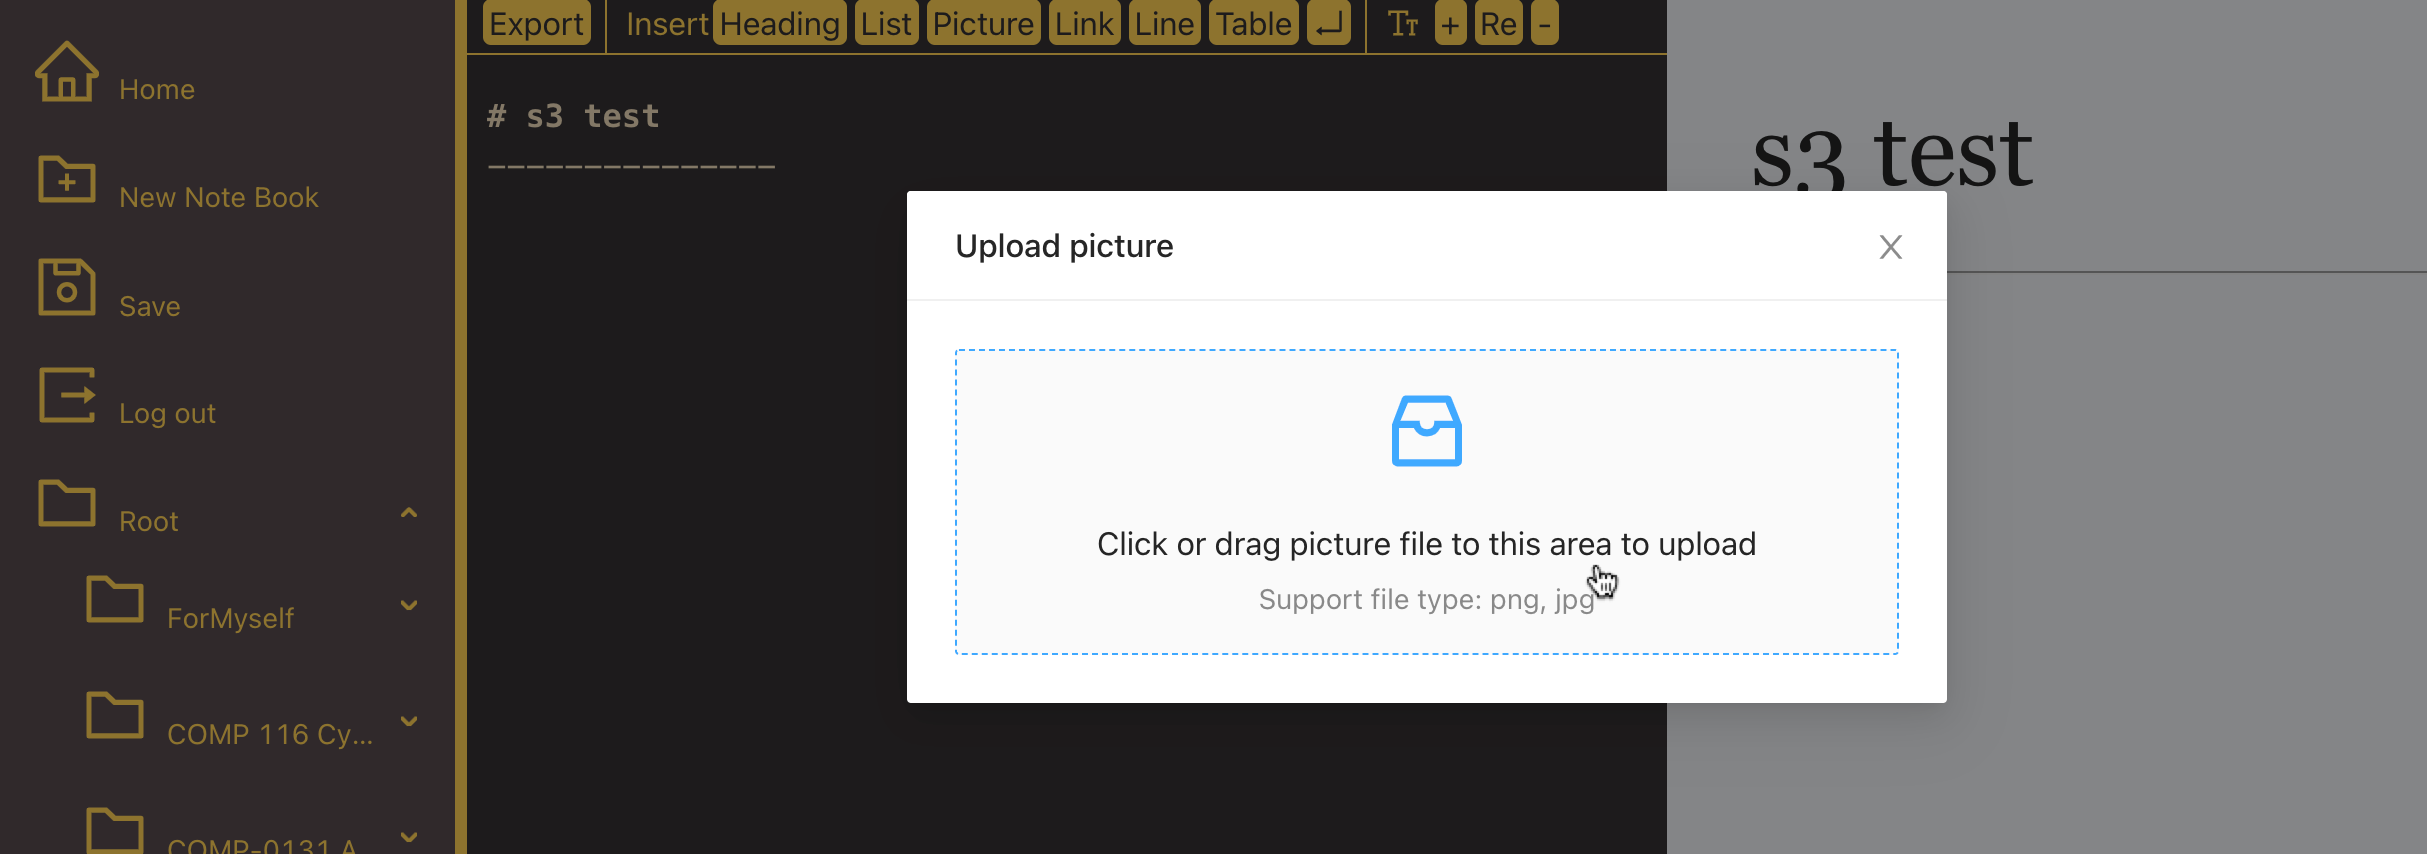 Home
New Note Book
Save
Log out
Root
ForMyself
COMP 116 Cy...
COMP-0131 A
Export Insert Heading List Picture Link Line Table + Re -
# s3 test
---------------
s3 test
Upload picture
Click or drag picture file to this area to upload
Support file type: png, jpg